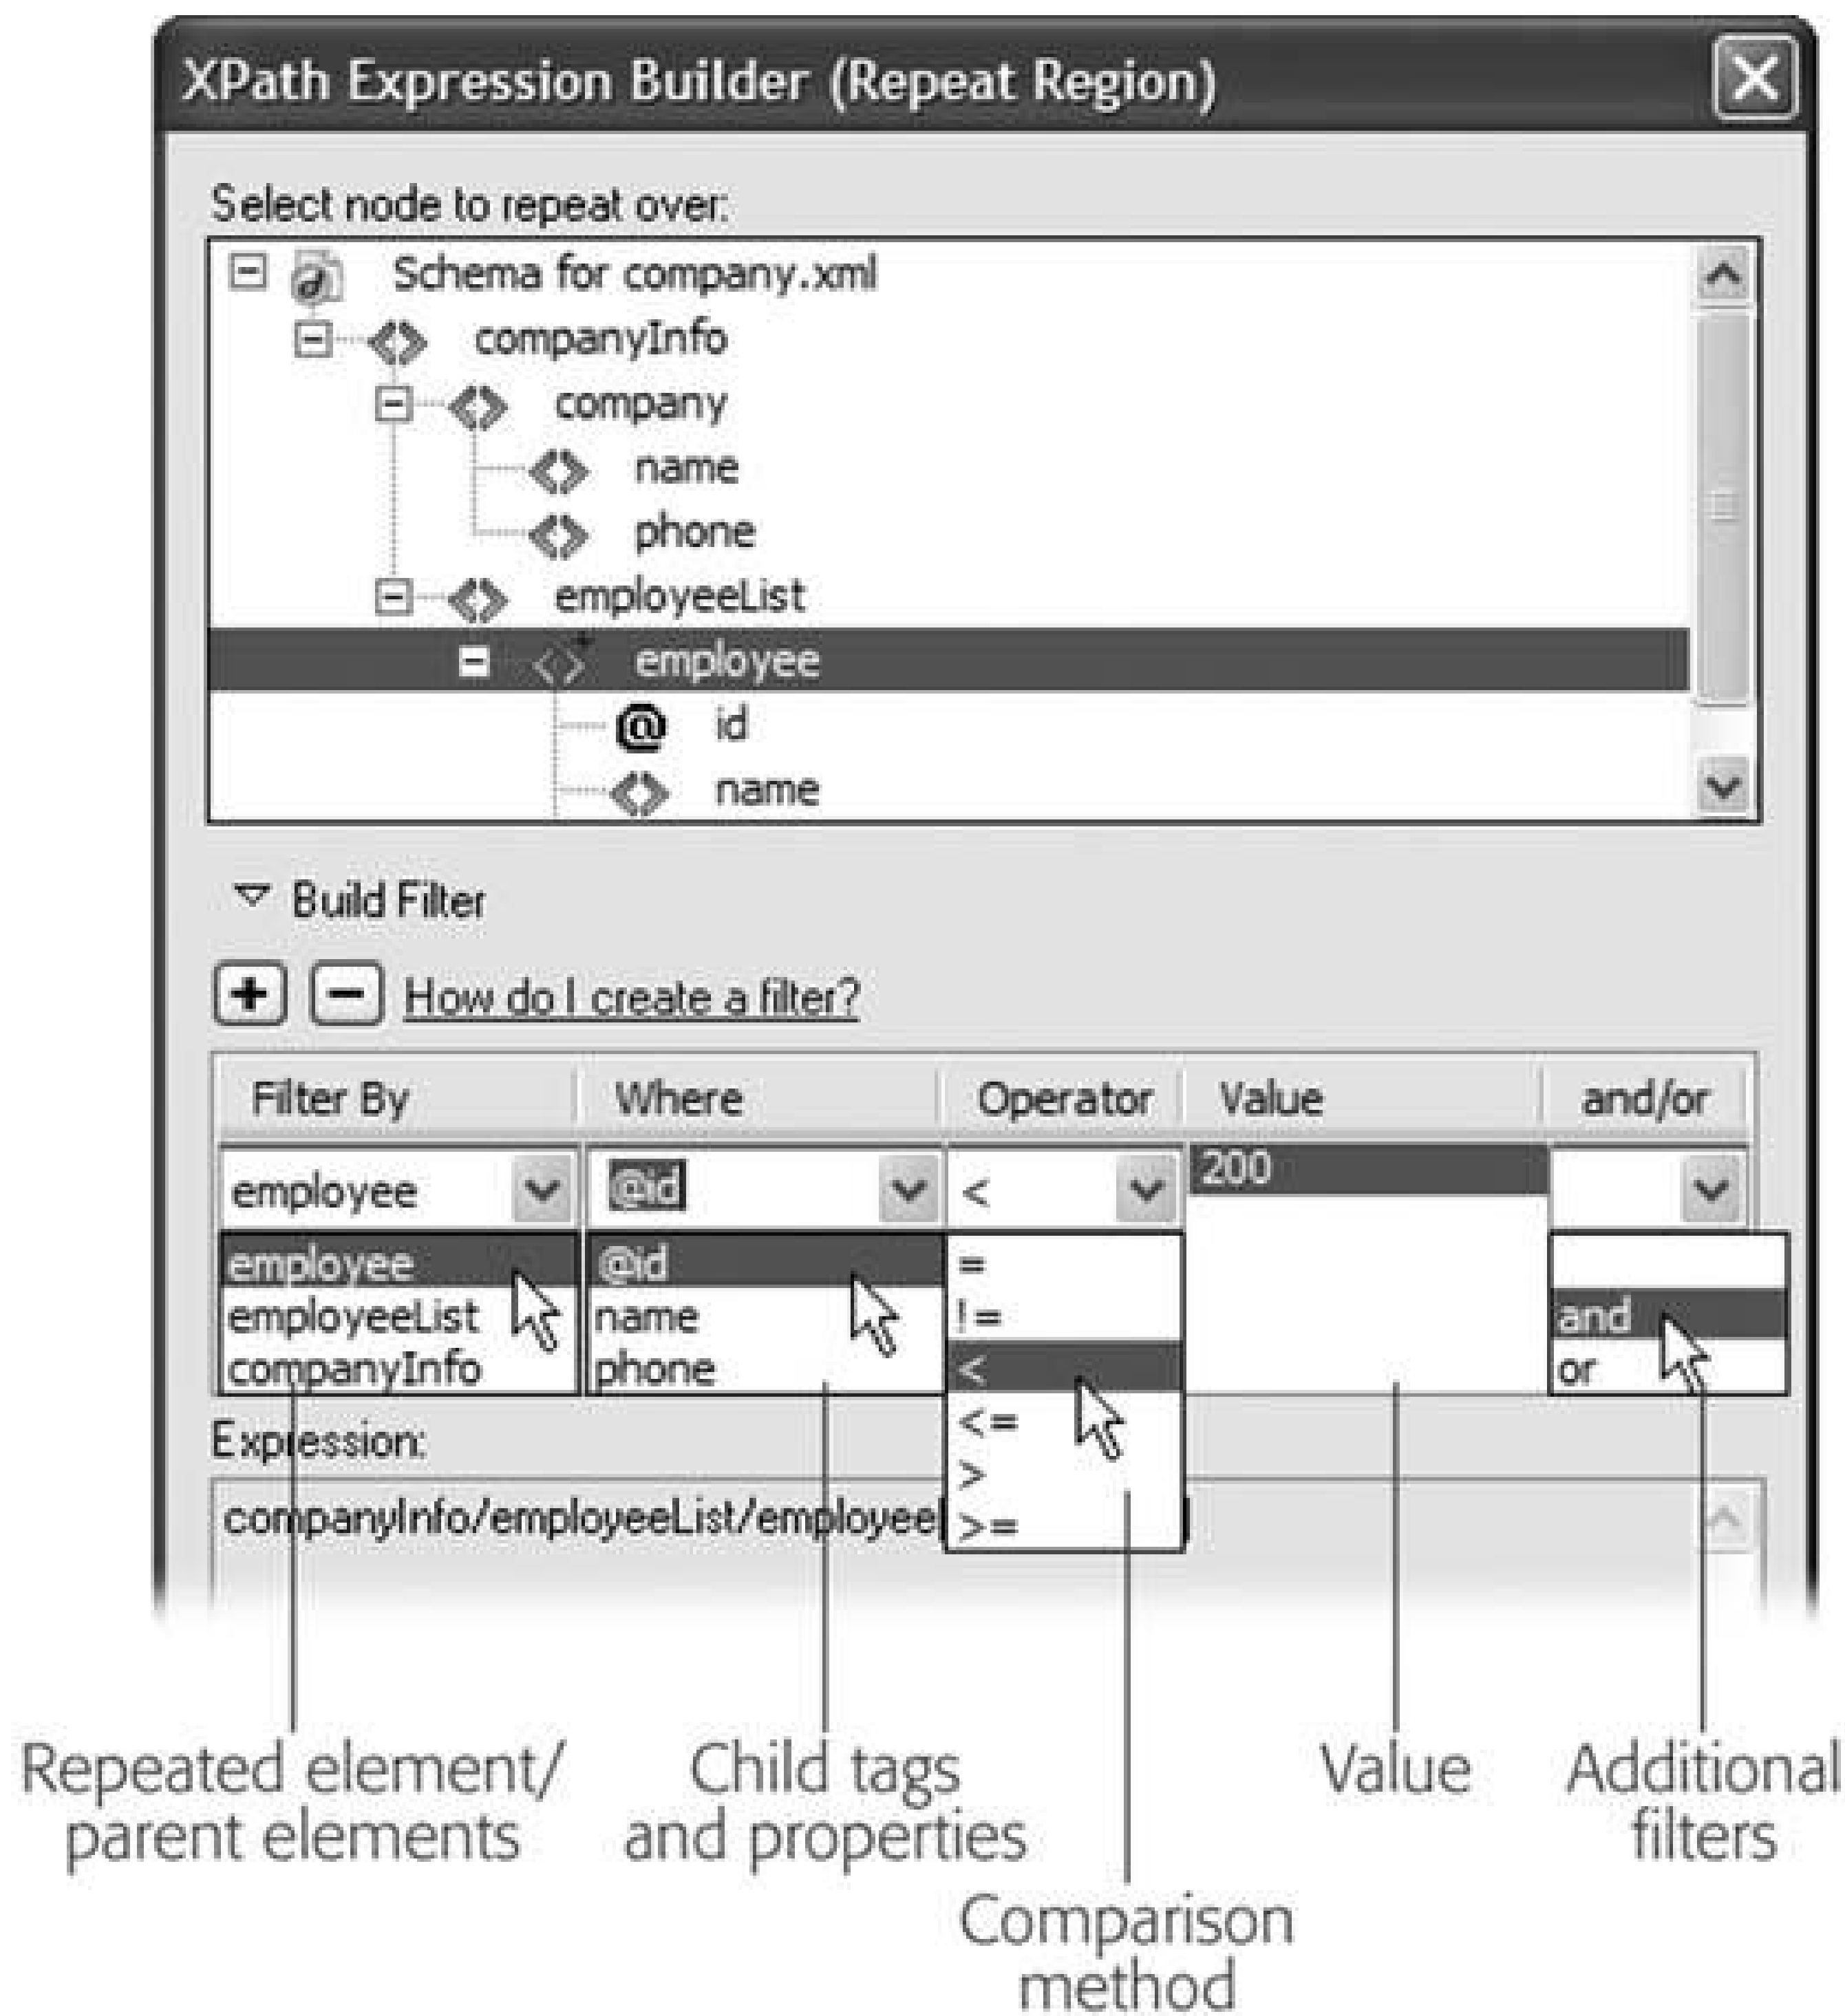 XPath Expression Builder (Repeat Region)
Select node to repeat over:
Schema for company.xml
companyInfo
company
name
phone
employeeList
employee
@ id
name
Build Filter
+ - How do I create a filter?
Filter By Where Operator Value and/or
employee @id < 200
employee @id =
employeeList name != and
companyInfo phone < or
<=
Expression:
>
companyInfo/employeeList/employee >=
Repeated element/
parent elements
Child tags
and properties
Comparison
method
Value
Additional
filters